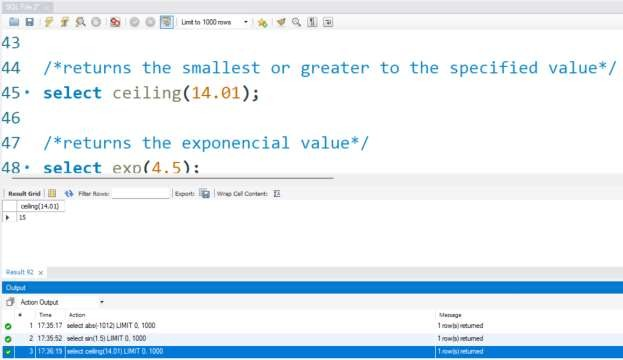 SQL File 2*
Limit to 1000 rows
43
44 /*returns the smallest or greater to the specified value*/
45 select ceiling(14.01);
46
47 /*returns the exponencial value*/
48 select exp(4.5);
Result Grid Filter Rows: Export: Wrap Cell Content:
ceiling(14.01)
15
Result 92
Output
Action Output
# Time Action Message
1 17:35:17 select abs(-1012) LIMIT 0, 1000 1 row(s) returned
2 17:35:52 select sin(1.5) LIMIT 0, 1000 1 row(s) returned
3 17:36:19 select ceiling(14.01) LIMIT 0, 1000 1 row(s) returned